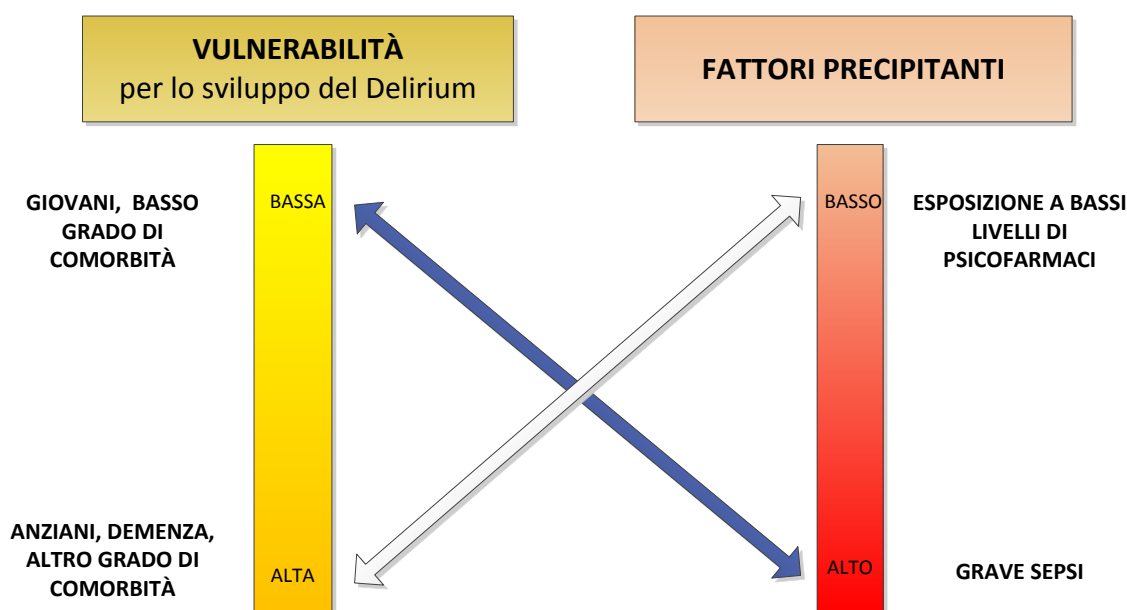 VULNERABILITÀ
per lo sviluppo del Delirium
FATTORI PRECIPITANTI
GIOVANI, BASSO
GRADO DI
COMORBITÀ
BASSA
BASSO
ESPOSIZIONE A BASSI
LIVELLI DI
PSICOFARMACI
ANZIANI, DEMENZA,
ALTRO GRADO DI
COMORBITÀ
ALTA
ALTO
GRAVE SEPSI